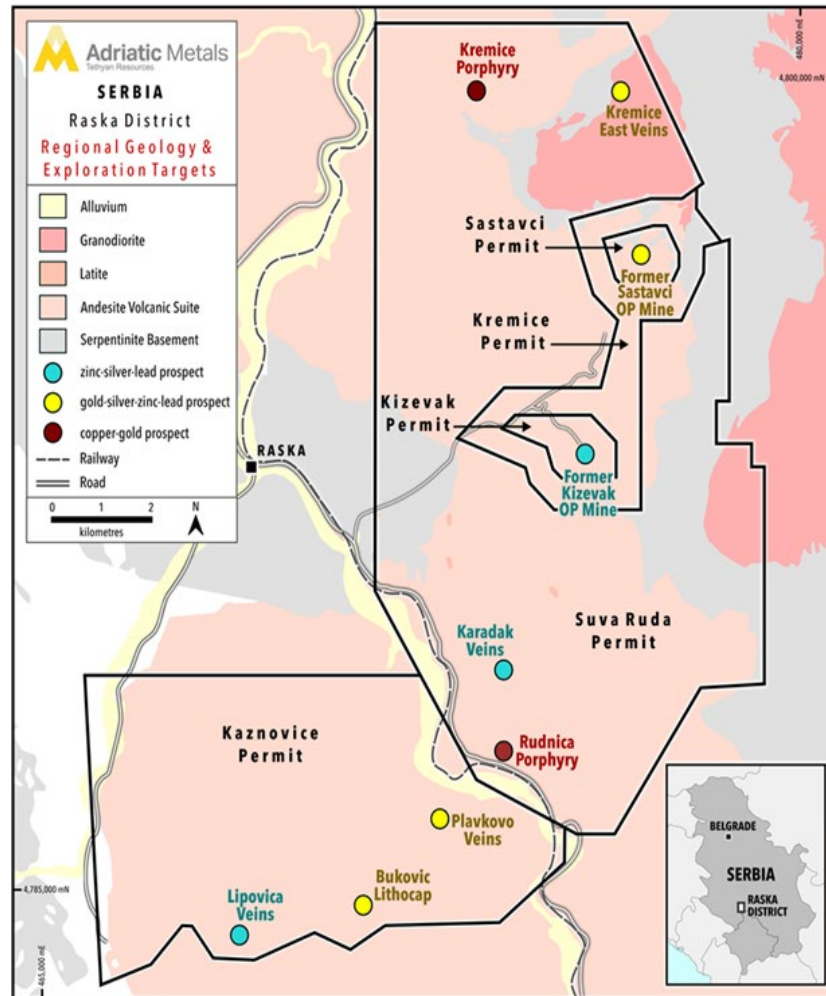 Adriatic Metals
Tethyan Resources
SERBIA
Raska District
Regional Geology &
Exploration Targets
Alluvium
Granodiorite
Latite
Andesite Volcanic Suite
Serpentinite Basement
zinc-silver-lead prospect
gold-silver-zinc-lead prospect
copper-gold prospect
Railway
Road
0 1 2 N
kilometres
480,000 mE
4,800,000 mN
Kremice
Porphyry
Kremice
East Veins
Sastavci
Permit
Former
Sastavci
OP Mine
Kremice
Permit
Kizevak
Permit
Former
Kizevak
OP Mine
RASKA
Suva Ruda
Permit
Karadak
Veins
Rudnica
Porphyry
Kaznovice
Permit
Plavkovo
Veins
Bukovic
Lithocap
Lipovica
Veins
4,785,000 mN
465,000 mE
BELGRADE
SERBIA
RASKA
DISTRICT